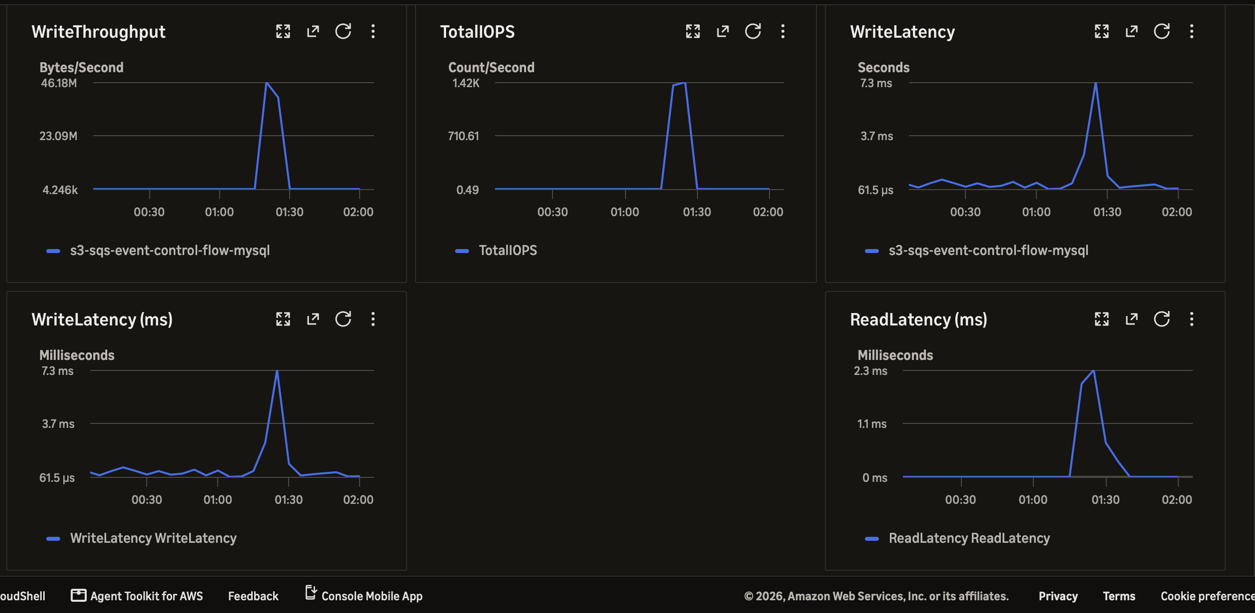 WriteThroughput
Bytes/Second
46.18M
23.09M
4.246k
00:30 01:00 01:30 02:00
s3-sqs-event-control-flow-mysql
TotalIOPS
Count/Second
1.42K
710.61
0.49
00:30 01:00 01:30 02:00
TotalIOPS
WriteLatency
Seconds
7.3 ms
3.7 ms
61.5 µs
00:30 01:00 01:30 02:00
s3-sqs-event-control-flow-mysql
WriteLatency (ms)
Milliseconds
7.3 ms
3.7 ms
61.5 µs
00:30 01:00 01:30 02:00
WriteLatency WriteLatency
ReadLatency (ms)
Milliseconds
2.3 ms
1.1 ms
0 ms
00:30 01:00 01:30 02:00
ReadLatency ReadLatency
oudShell Agent Toolkit for AWS Feedback Console Mobile App © 2026, Amazon Web Services, Inc. or its affiliates. Privacy Terms Cookie preference